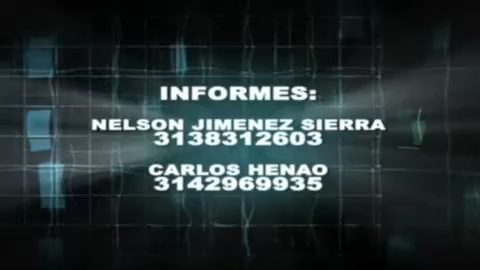 INFORMES:
NELSON JIMENEZ SIERRA
3138312603
CARLOS HENAO
3142969935